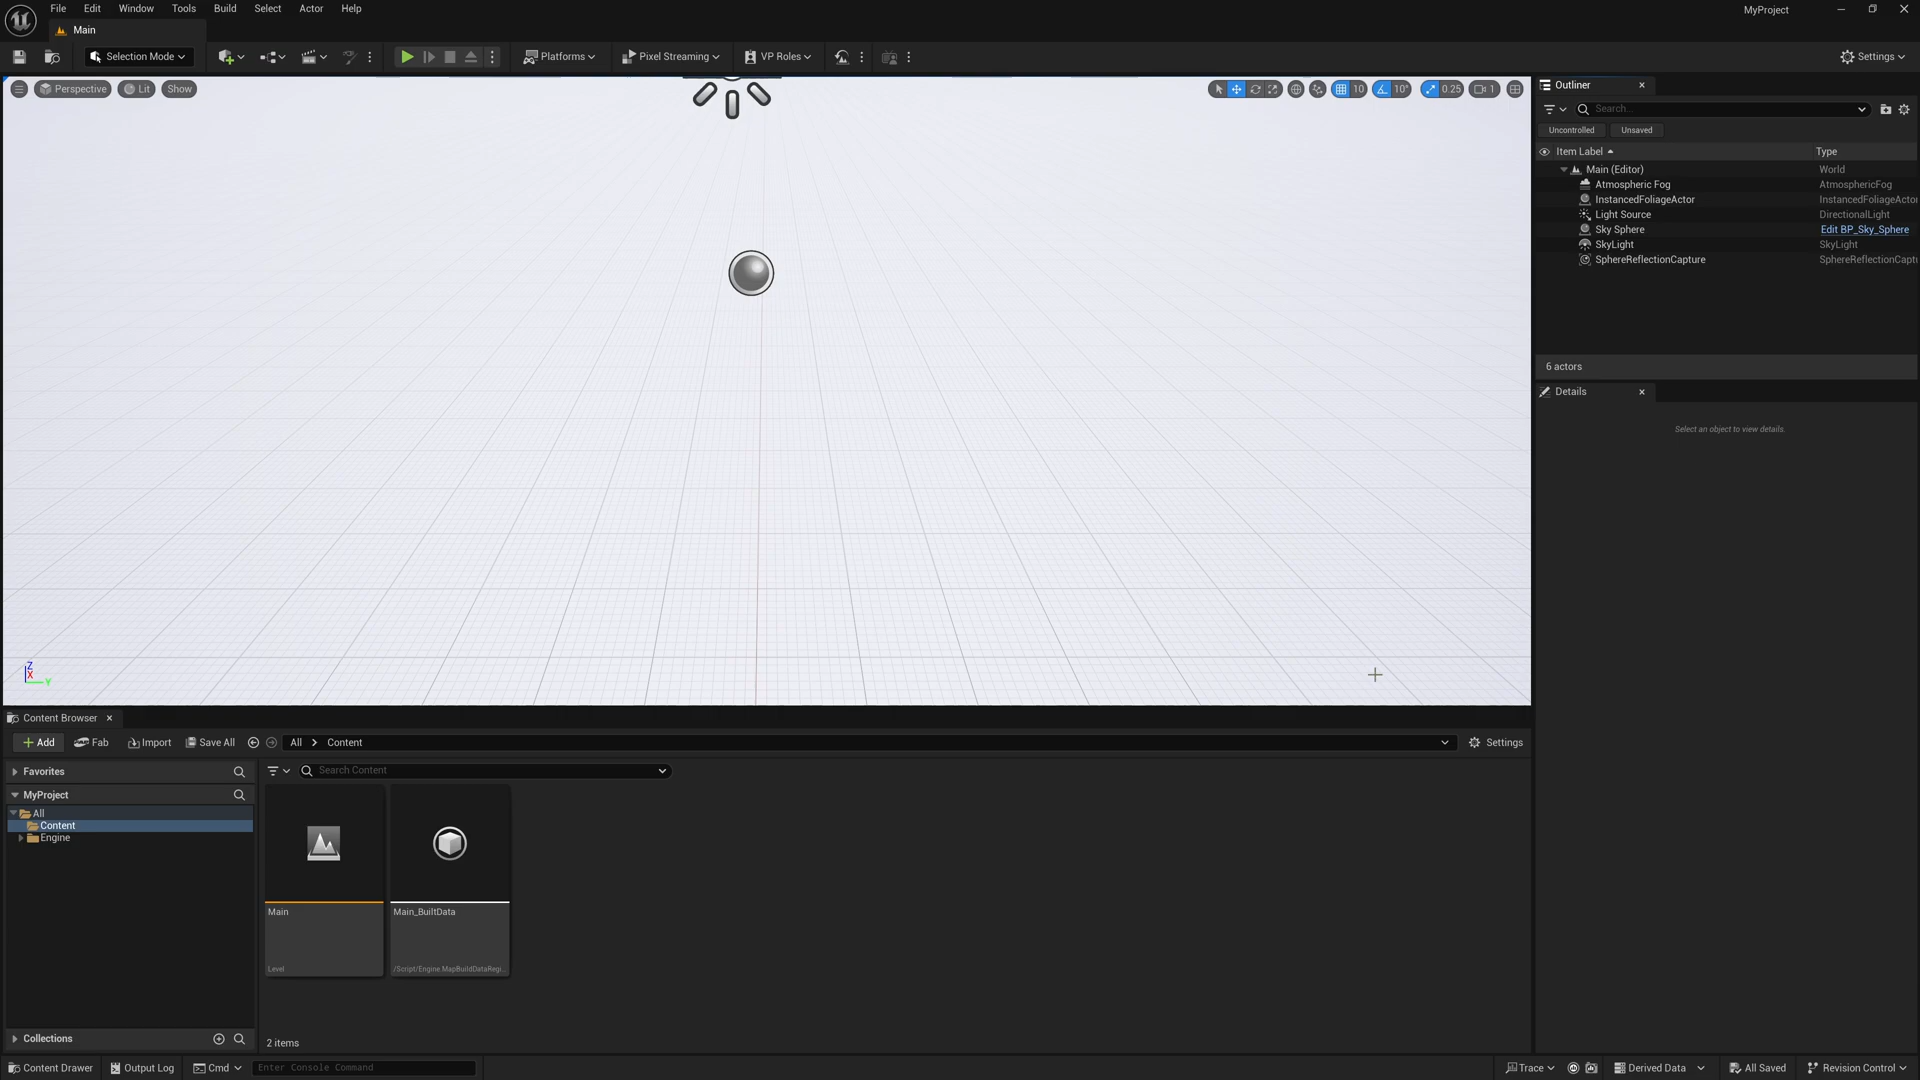 File Edit Window Tools Build Select Actor Help
MyProject
Main
Selection Mode
Platforms
Pixel Streaming
VP Roles
Settings
Perspective
Lit
Show
10
10°
0.25
1
Z
X
Y
Outliner
Search...
Uncontrolled Unsaved
Item Label Type
Main (Editor) World
Atmospheric Fog AtmosphericFog
InstancedFoliageActor InstancedFoliageActor
Light Source DirectionalLight
Sky Sphere Edit BP_Sky_Sphere
SkyLight SkyLight
SphereReflectionCapture SphereReflectionCapt
6 actors
Details
Select an object to view details.
Content Browser
Add Fab Import Save All All Content Settings
Favorites
MyProject
All
Content
Engine
Collections
Search Content
Main
Level
Main_BuiltData
/Script/Engine.MapBuildDataRegi...
2 items
Content Drawer Output Log Cmd Enter Console Command Trace Derived Data All Saved Revision Control